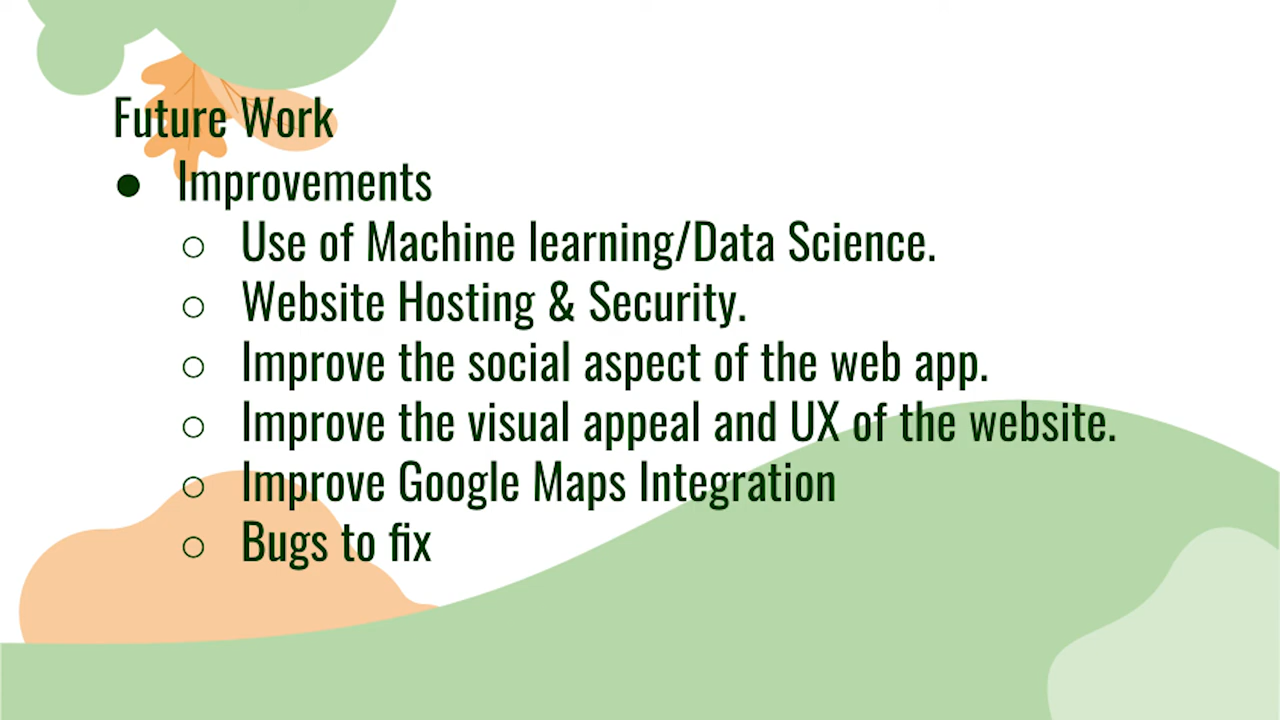 Future Work
● Improvements
○ Use of Machine learning/Data Science.
○ Website Hosting & Security.
○ Improve the social aspect of the web app.
○ Improve the visual appeal and UX of the website.
○ Improve Google Maps Integration
○ Bugs to fix